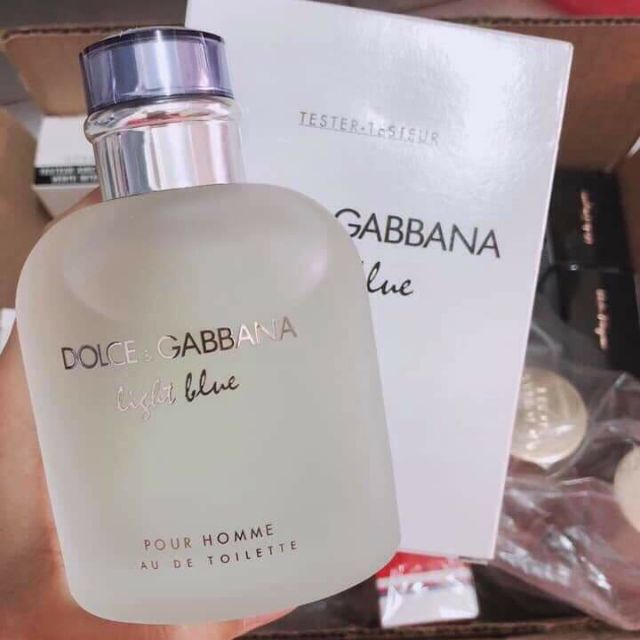 DOLCE & GABBANA
light blue
POUR HOMME
EAU DE TOILETTE
TESTER-TESTEUR
GABBANA
blue